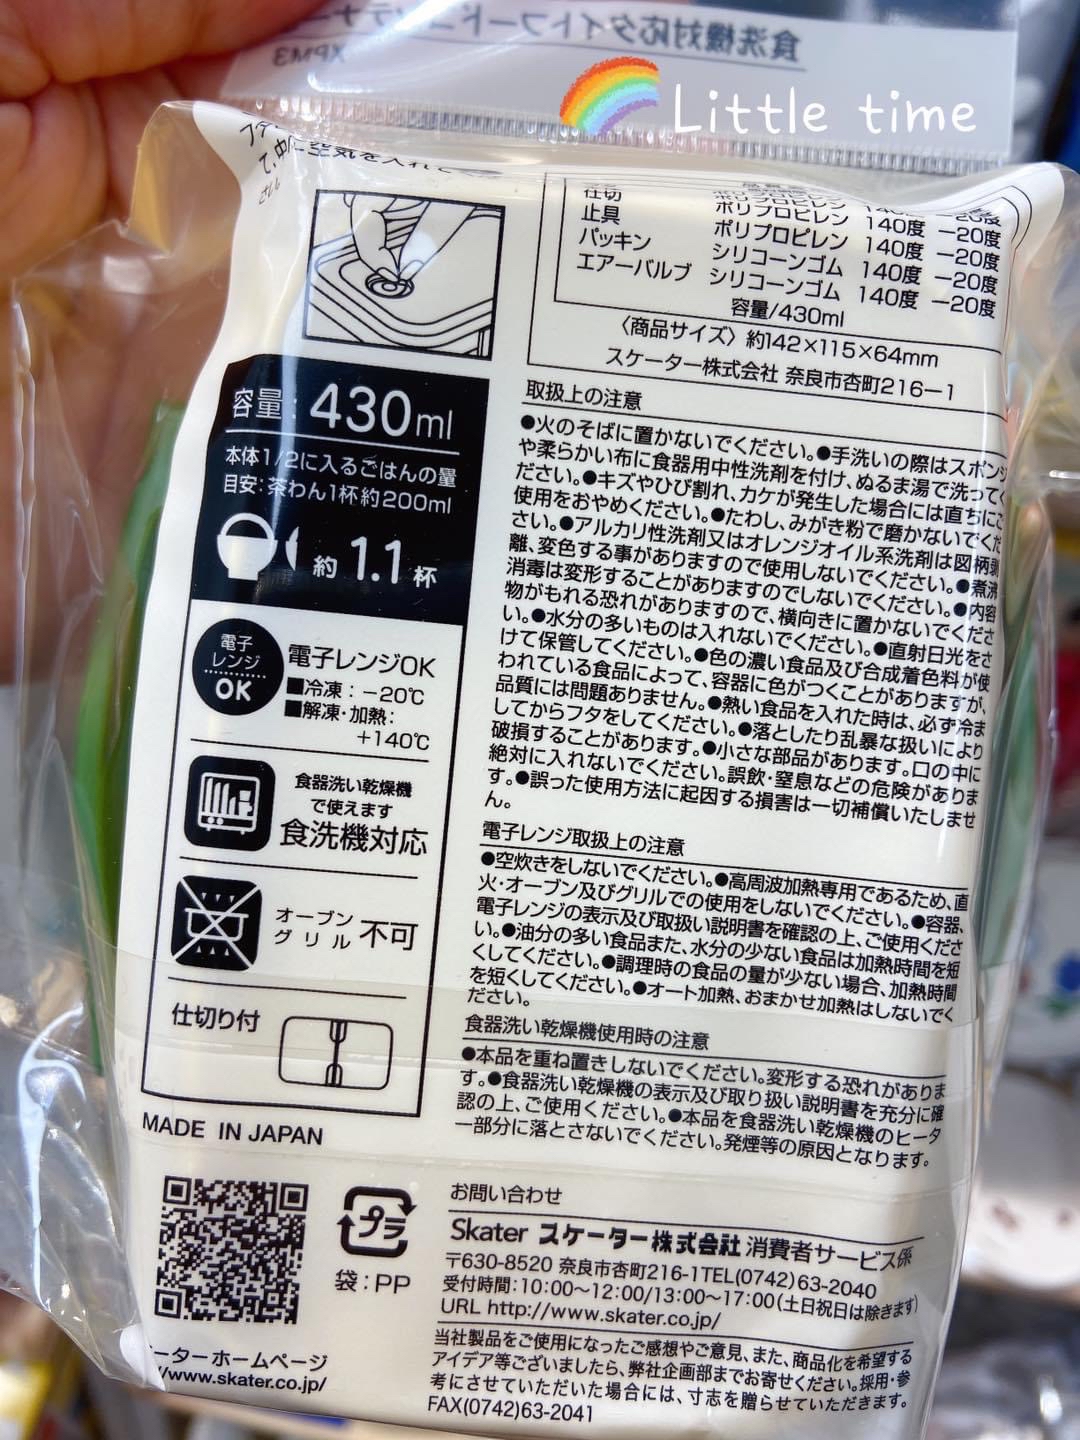 食洗機対応タイトフードコンテナー
XPM3
Little time
て、中に空気を入れて
さい
仕切 ポリプロピレン 140度 －20度
止具 ポリプロピレン 140度 －20度
パッキン シリコーンゴム 140度 －20度
エアーバルブ シリコーンゴム 140度 －20度
容量/430ml
〈商品サイズ〉約142×115×64mm
スケーター株式会社 奈良市杏町216－1
容量：430ml
本体1/2に入るごはんの量
目安：茶わん1杯約200ml
約 1.1 杯
電子
レンジ
OK
電子レンジOK
■冷凍：－20℃
■解凍・加熱：
+140℃
食器洗い乾燥機
で使えます
食洗機対応
オーブン
グリル 不可
仕切り付
MADE IN JAPAN
取扱上の注意
●火のそばに置かないでください。●手洗いの際はスポンジ
や柔らかい布に食器用中性洗剤を付け、ぬるま湯で洗ってく
ださい。●キズやひび割れ、カケが発生した場合には直ちにご
使用をおやめください。●たわし、みがき粉で磨かないでくだ
さい。●アルカリ性洗剤又はオレンジオイル系洗剤は図柄剥
離、変色する事がありますので使用しないでください。●煮沸
消毒は変形することがありますのでしないでください。●内容
物がもれる恐れがありますので、横向きに置かないでくださ
い。●水分の多いものは入れないでください。●直射日光をさ
けて保管してください。●色の濃い食品及び合成着色料が使
われている食品によって、容器に色がつくことがありますが、
品質には問題ありません。●熱い食品を入れた時は、必ず冷ま
してからフタをしてください。●落としたり乱暴な扱いにより
破損することがあります。●小さな部品があります。口の中に
絶対に入れないでください。誤飲・窒息などの危険がありま
す。●誤った使用方法に起因する損害は一切補償いたしませ
ん。
電子レンジ取扱上の注意
●空炊きをしないでください。●高周波加熱専用であるため、直
火・オーブン及びグリルでの使用をしないでください。●容器、
電子レンジの表示及び取扱い説明書を確認の上、ご使用くださ
い。●油分の多い食品また、水分の少ない食品は加熱時間を短
くしてください。●調理時の食品の量が少ない場合、加熱時間
を短くしてください。●オート加熱、おまかせ加熱はしないでく
ださい。
食器洗い乾燥機使用時の注意
●本品を重ね置きしないでください。変形する恐れがありま
す。●食器洗い乾燥機の表示及び取り扱い説明書を充分に確
認の上、ご使用ください。●本品を食器洗い乾燥機のヒータ
一部分に落とさないでください。発煙等の原因となります。
プラ
袋：PP
ーターホームページ
//www.skater.co.jp/
お問い合わせ
Skater スケーター株式会社 消費者サービス係
〒630-8520 奈良市杏町216-1TEL(0742)63-2040
受付時間：10:00～12:00/13:00～17:00（土日祝日は除きます）
URL http://www.skater.co.jp/
当社製品をご使用になったご感想やご意見、また、商品化を希望する
アイデア等ございましたら、弊社企画部までお寄せください。採用・参
考にさせていただいた場合には、寸志を贈らせていただきます。
FAX(0742)63-2041